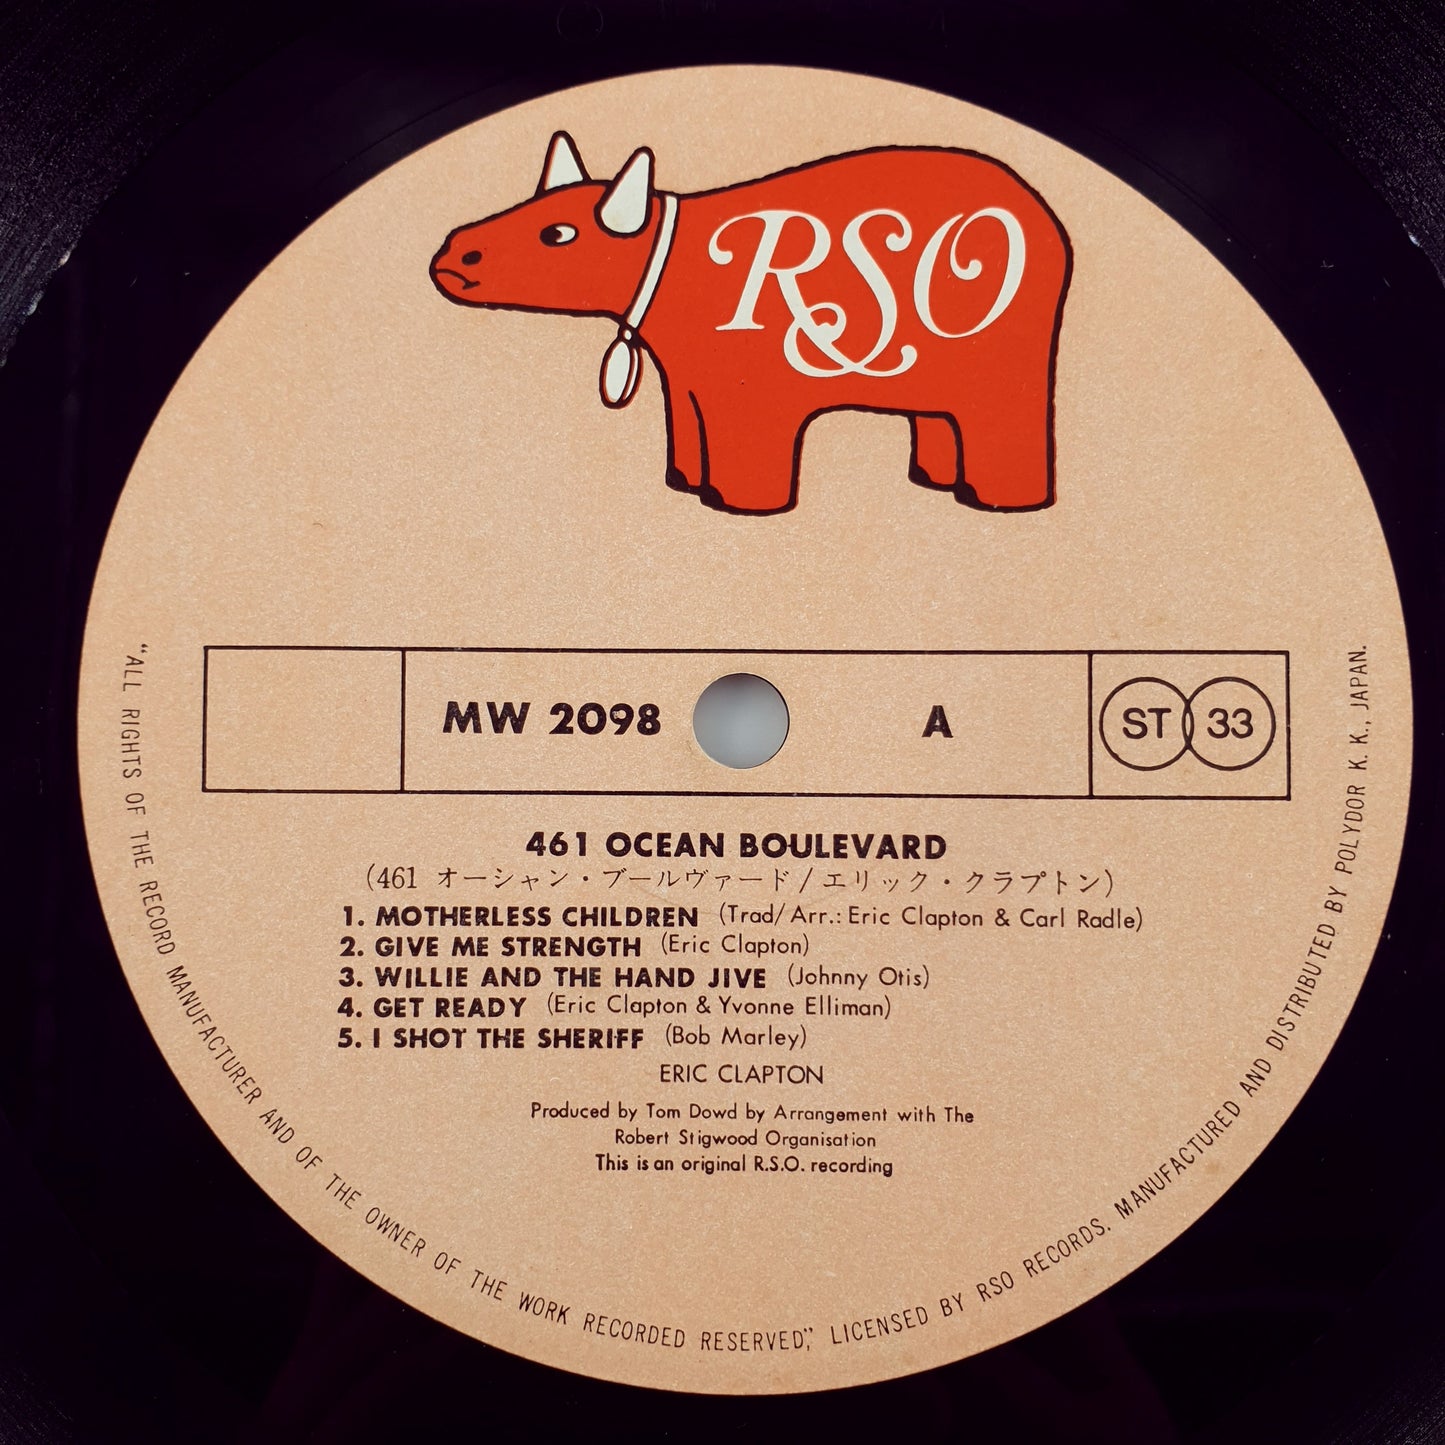 RSO
MW 2098 A ST 33
461 OCEAN BOULEVARD
(461 オーシャン・ブールヴァード/エリック・クラプトン)
1. MOTHERLESS CHILDREN (Trad/Arr.: Eric Clapton & Carl Radle)
2. GIVE ME STRENGTH (Eric Clapton)
3. WILLIE AND THE HAND JIVE (Johnny Otis)
4. GET READY (Eric Clapton & Yvonne Elliman)
5. I SHOT THE SHERIFF (Bob Marley)
ERIC CLAPTON
Produced by Tom Dowd by Arrangement with The
Robert Stigwood Organisation
This is an original R.S.O. recording
"ALL RIGHTS OF THE RECORD MANUFACTURER AND OF THE OWNER OF THE WORK RECORDED RESERVED," LICENSED BY RSO RECORDS. MANUFACTURED AND DISTRIBUTED BY POLYDOR K. K., JAPAN.